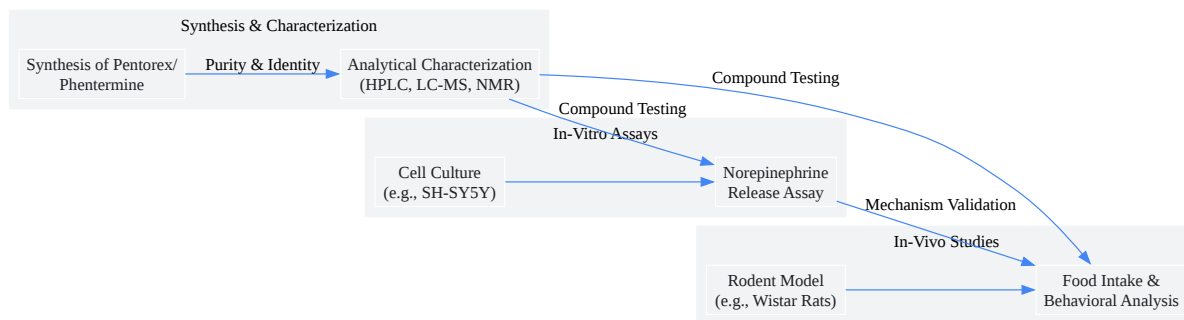 Synthesis & Characterization
Synthesis of Pentorex/
Phentermine
Purity & Identity
Analytical Characterization
(HPLC, LC-MS, NMR)
Compound Testing
Compound Testing
In-Vitro Assays
Cell Culture
(e.g., SH-SY5Y)
Norepinephrine
Release Assay
Mechanism Validation
In-Vivo Studies
Rodent Model
(e.g., Wistar Rats)
Food Intake &
Behavioral Analysis